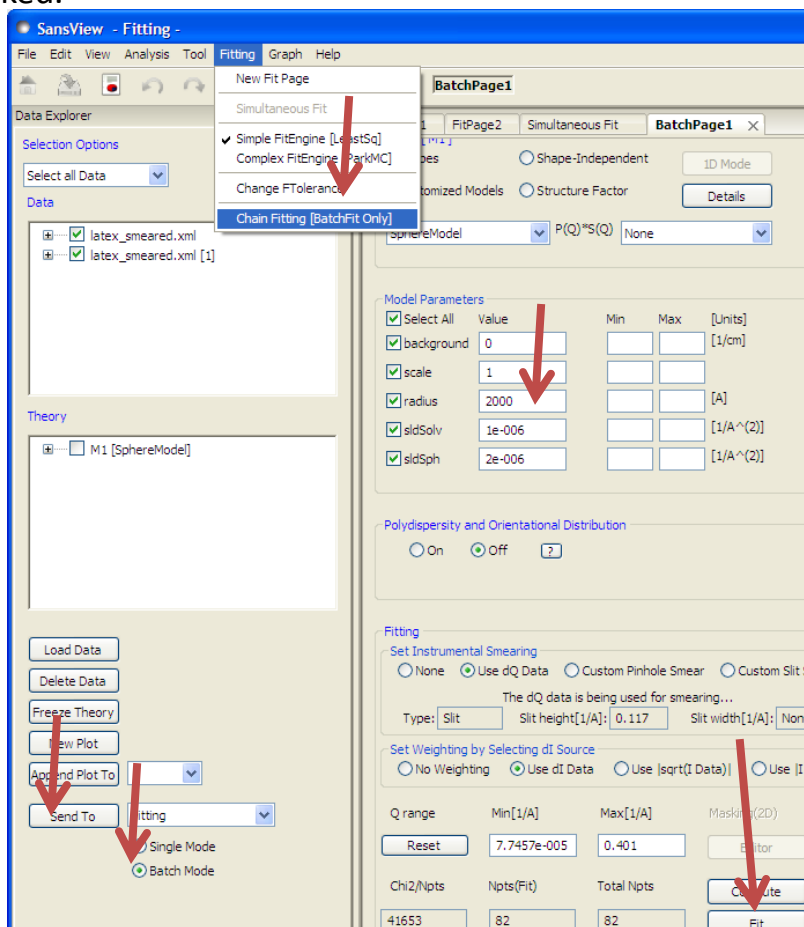 ked.
SansView - Fitting -
File Edit View Analysis Tool Fitting Graph Help
New Fit Page
Simultaneous Fit
Simple FitEngine [LeastSq]
Complex FitEngine [ParkMC]
Change FTolerance
Chain Fitting [BatchFit Only]
BatchPage1
Data Explorer
Selection Options
Select all Data
Data
latex_smeared.xml
latex_smeared.xml [1]
Theory
M1 [SphereModel]
Load Data
Delete Data
Freeze Theory
New Plot
Append Plot To
Send To Fitting
Single Mode
Batch Mode
1 FitPage2 Simultaneous Fit BatchPage1
Shape-Independent 1D Mode
Models Structure Factor Details
SphereModel P(Q)*S(Q) None
Model Parameters
Select All Value Min Max [Units]
background 0 [1/cm]
scale 1
radius 2000 [A]
sldSolv 1e-006 [1/A^(2)]
sldSph 2e-006 [1/A^(2)]
Polydispersity and Orientational Distribution
On Off ?
Fitting
Set Instrumental Smearing
None Use dQ Data Custom Pinhole Smear Custom Slit
The dQ data is being used for smearing...
Type: Slit Slit height[1/A]: 0.117 Slit width[1/A]: Non
Set Weighting by Selecting dI Source
No Weighting Use dI Data Use |sqrt(I Data)| Use |I
Q range Min[1/A] Max[1/A] Masking(2D)
Reset 7.7457e-005 0.401 Editor
Chi2/Npts Npts(Fit) Total Npts Compute
41653 82 82 Fit